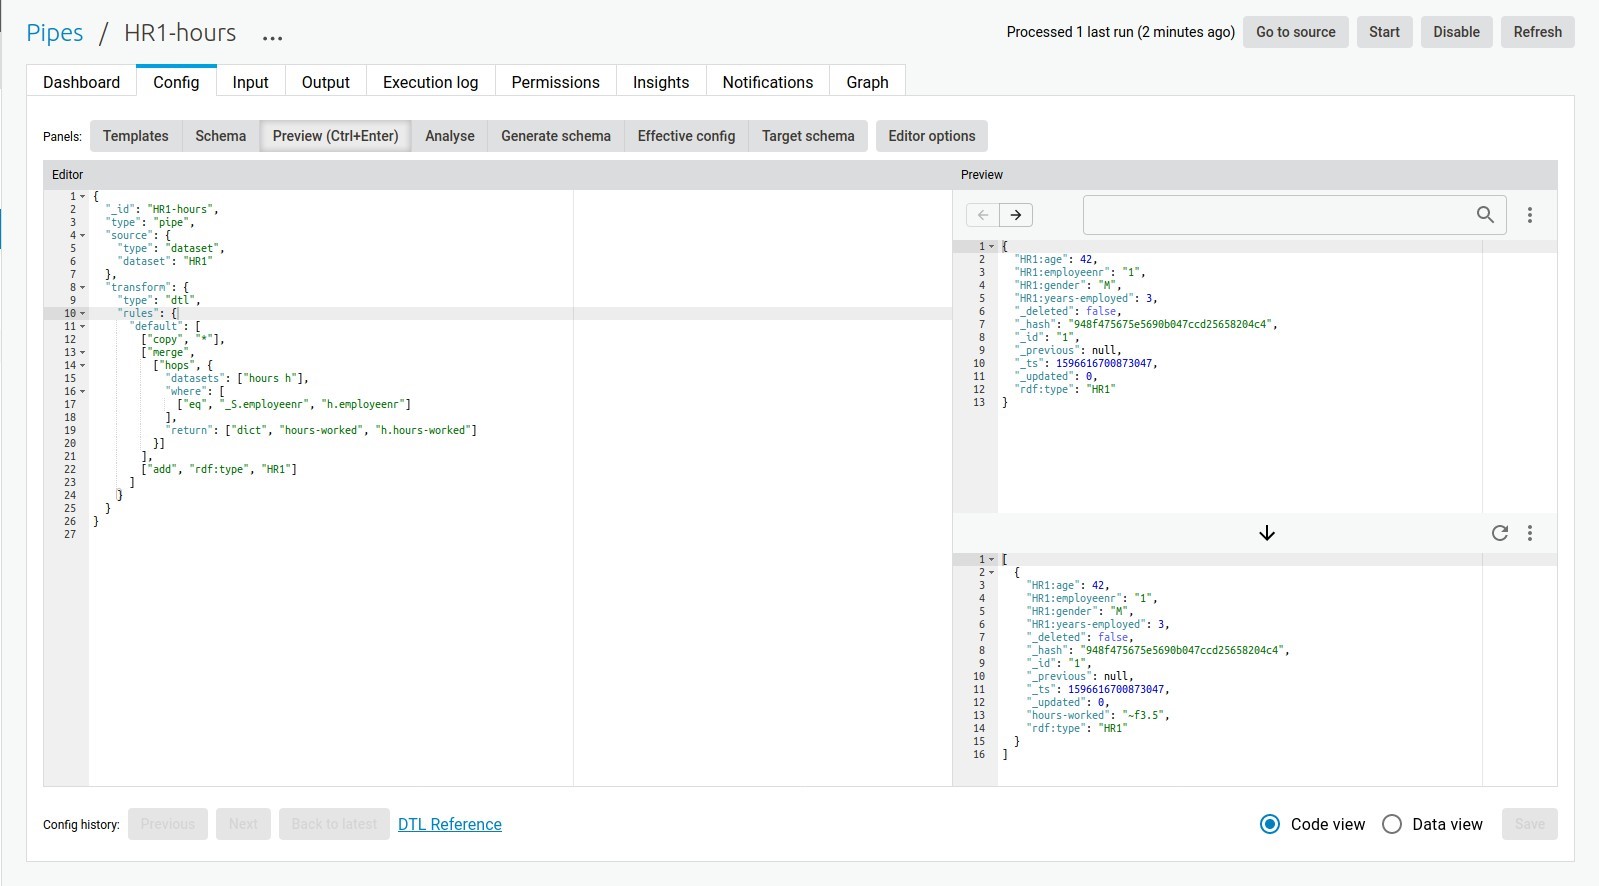 Pipes / HR1-hours ...
Processed 1 last run (2 minutes ago) Go to source Start Disable Refresh
Dashboard Config Input Output Execution log Permissions Insights Notifications Graph
Panels: Templates Schema Preview (Ctrl+Enter) Analyse Generate schema Effective config Target schema Editor options
Editor
1 {
2 "_id": "HR1-hours",
3 "type": "pipe",
4 "source": {
5 "type": "dataset",
6 "dataset": "HR1"
7 },
8 "transform": {
9 "type": "dtl",
10 "rules": {
11 "default": [
12 ["copy", "*"],
13 ["merge",
14 ["hops", {
15 "datasets": ["hours h"],
16 "where": [
17 ["eq", "_S.employeenr", "h.employeenr"]
18 ],
19 "return": ["dict", "hours-worked", "h.hours-worked"]
20 }]
21 ],
22 ["add", "rdf:type", "HR1"]
23 ]
24 }
25 }
26 }
27
Preview
1 {
2 "HR1:age": 42,
3 "HR1:employeenr": "1",
4 "HR1:gender": "M",
5 "HR1:years-employed": 3,
6 "_deleted": false,
7 "_hash": "948f475675e5690b047ccd25658204c4",
8 "_id": "1",
9 "_previous": null,
10 "_ts": 1596616700873047,
11 "_updated": 0,
12 "rdf:type": "HR1"
13 }
1 [
2 {
3 "HR1:age": 42,
4 "HR1:employeenr": "1",
5 "HR1:gender": "M",
6 "HR1:years-employed": 3,
7 "_deleted": false,
8 "_hash": "948f475675e5690b047ccd25658204c4",
9 "_id": "1",
10 "_previous": null,
11 "_ts": 1596616700873047,
12 "_updated": 0,
13 "hours-worked": "~f3.5",
14 "rdf:type": "HR1"
15 }
16 ]
Config history: Previous Next Back to latest DTL Reference
Code view Data view Save